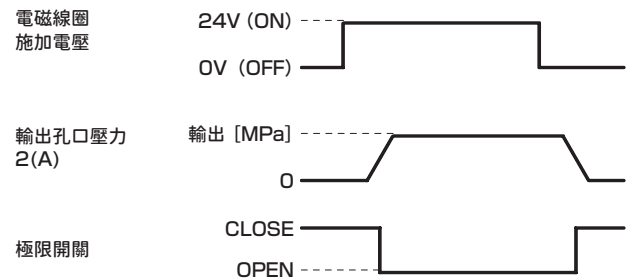 電磁線圈
施加電壓
24V (ON)
0V (OFF)
輸出孔口壓力
2(A)
輸出 [MPa]
0
極限開關
CLOSE
OPEN